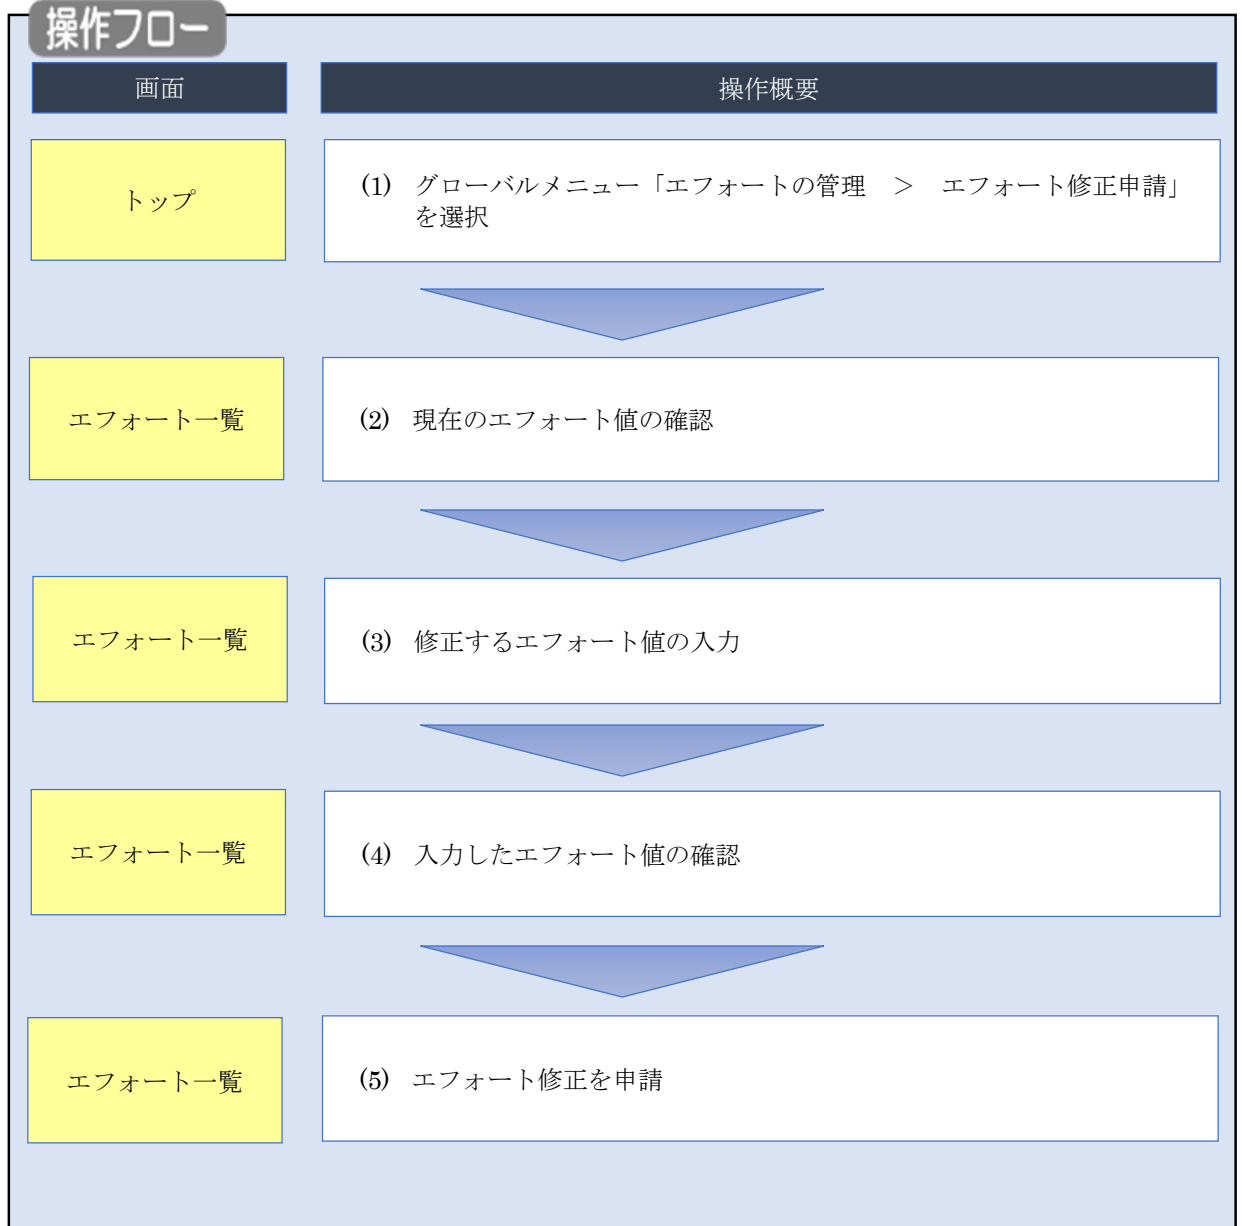 操作フロー
画面
操作概要
トップ
(1) グローバルメニュー「エフォートの管理　＞　エフォート修正申請」
を選択
エフォート一覧
(2) 現在のエフォート値の確認
エフォート一覧
(3) 修正するエフォート値の入力
エフォート一覧
(4) 入力したエフォート値の確認
エフォート一覧
(5) エフォート修正を申請